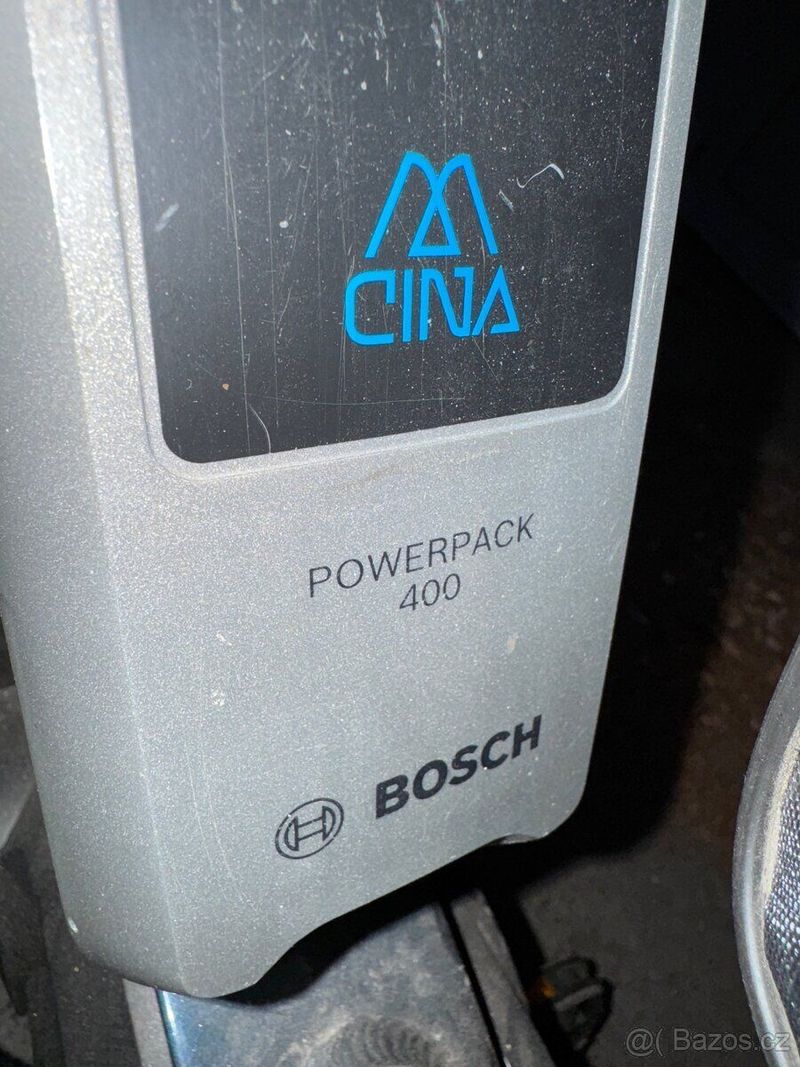 CINA
POWERPACK
400
BOSCH
@( Bazos.cz